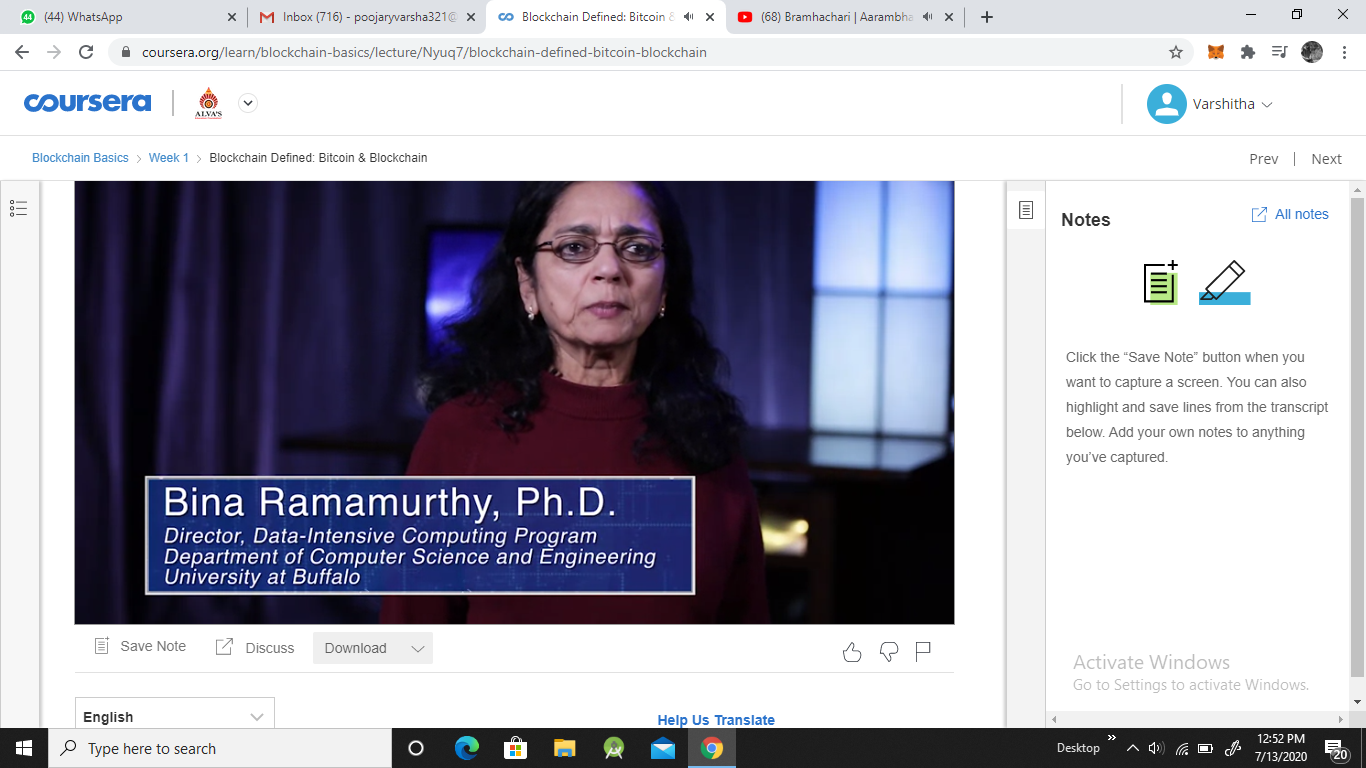 (44) WhatsApp
Inbox (716) - poojaryvarsha321@
Blockchain Defined: Bitcoin &
(68) Bramhachari | Aarambha
coursera.org/learn/blockchain-basics/lecture/Nyuq7/blockchain-defined-bitcoin-blockchain
coursera
ALVA'S
Varshitha
Blockchain Basics > Week 1 > Blockchain Defined: Bitcoin & Blockchain
Prev | Next
Bina Ramamurthy, Ph.D.
Director, Data-Intensive Computing Program
Department of Computer Science and Engineering
University at Buffalo
Save Note
Discuss
Download
English
Help Us Translate
Notes
All notes
Click the “Save Note” button when you
want to capture a screen. You can also
highlight and save lines from the transcript
below. Add your own notes to anything
you’ve captured.
Activate Windows
Go to Settings to activate Windows.
Type here to search
Desktop
12:52 PM
7/13/2020
20